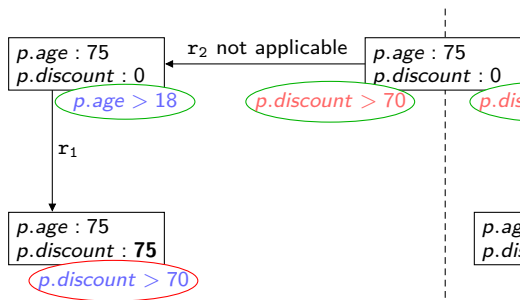 r₂ not applicable
p.age : 75
p.discount : 0
p.age > 18
p.age : 75
p.discount : 0
p.discount > 70
r₁
p.age : 75
p.discount : 75
p.discount > 70